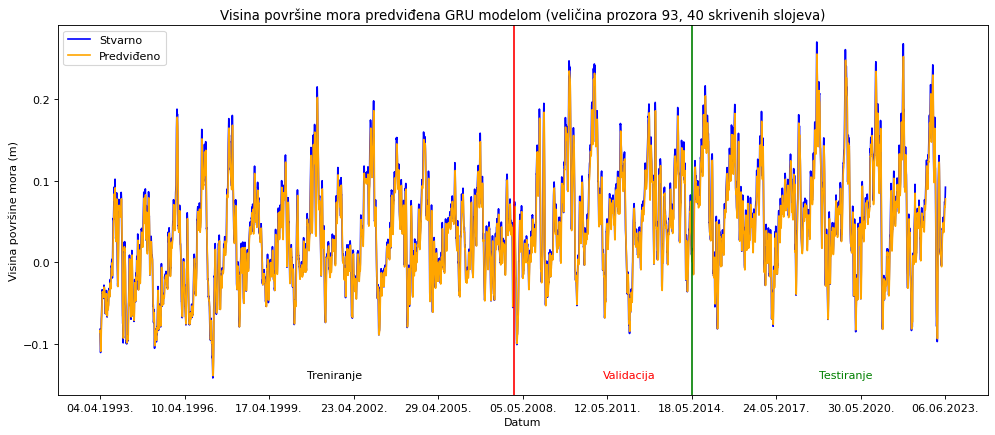 Visina površine mora predviđena GRU modelom (veličina prozora 93, 40 skrivenih slojeva)
Stvarno
Predviđeno
Visina površine mora (m)
0.2
0.1
0.0
−0.1
Treniranje
Validacija
Testiranje
04.04.1993.
10.04.1996.
17.04.1999.
23.04.2002.
29.04.2005.
05.05.2008.
12.05.2011.
18.05.2014.
24.05.2017.
30.05.2020.
06.06.2023.
Datum